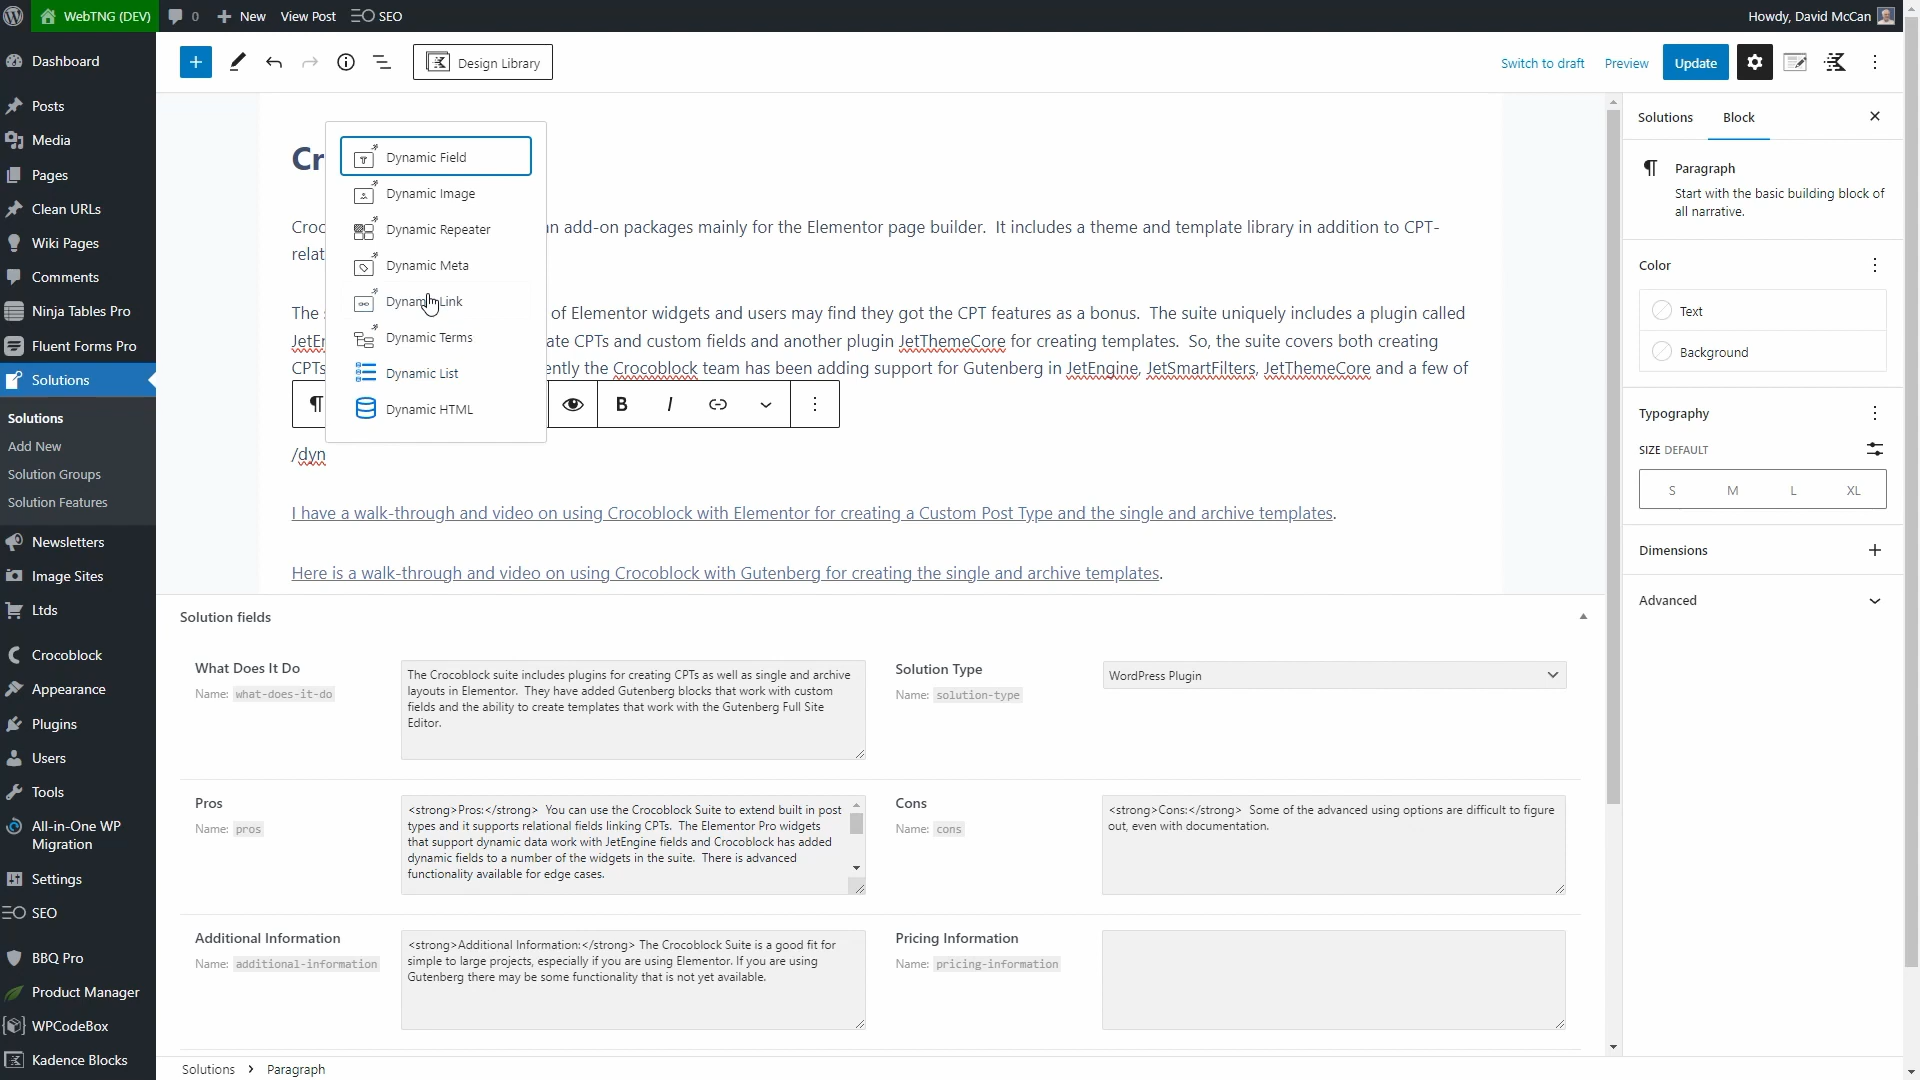 WebTNG (DEV) 0 New View Post SEO Howdy, David McCan
Dashboard
Posts
Media
Pages
Clean URLs
Wiki Pages
Comments
Ninja Tables Pro
Fluent Forms Pro
Solutions
Solutions
Add New
Solution Groups
Solution Features
Newsletters
Image Sites
Ltds
Crocoblock
Appearance
Plugins
Users
Tools
All-in-One WP
Migration
Settings
SEO
BBQ Pro
Product Manager
WPCodeBox
Kadence Blocks
Design Library
Switch to draft Preview Update
Cr
Dynamic Field
Dynamic Image
Dynamic Repeater
Dynamic Meta
Dynamic Link
Dynamic Terms
Dynamic List
Dynamic HTML
Croc n add-on packages mainly for the Elementor page builder. It includes a theme and template library in addition to CPT-
relat
The of Elementor widgets and users may find they got the CPT features as a bonus. The suite uniquely includes a plugin called
JetEr ate CPTs and custom fields and another plugin JetThemeCore for creating templates. So, the suite covers both creating
CPTs ently the Crocoblock team has been adding support for Gutenberg in JetEngine, JetSmartFilters, JetThemeCore and a few of
B I
/dyn
I have a walk-through and video on using Crocoblock with Elementor for creating a Custom Post Type and the single and archive templates.
Here is a walk-through and video on using Crocoblock with Gutenberg for creating the single and archive templates.
Solution fields
What Does It Do
Name: what-does-it-do
The Crocoblock suite includes plugins for creating CPTs as well as single and archive
layouts in Elementor. They have added Gutenberg blocks that work with custom
fields and the ability to create templates that work with the Gutenberg Full Site
Editor.
Solution Type
Name: solution-type
WordPress Plugin
Pros
Name: pros
<strong>Pros:</strong> You can use the Crocoblock Suite to extend built in post
types and it supports relational fields linking CPTs. The Elementor Pro widgets
that support dynamic data work with JetEngine fields and Crocoblock has added
dynamic fields to a number of the widgets in the suite. There is advanced
functionality available for edge cases.
Cons
Name: cons
<strong>Cons:</strong> Some of the advanced using options are difficult to figure
out, even with documentation.
Additional Information
Name: additional-information
<strong>Additional Information:</strong> The Crocoblock Suite is a good fit for
simple to large projects, especially if you are using Elementor. If you are using
Gutenberg there may be some functionality that is not yet available.
Pricing Information
Name: pricing-information
Solutions > Paragraph
Solutions Block
Paragraph
Start with the basic building block of
all narrative.
Color
Text
Background
Typography
SIZE DEFAULT
S M L XL
Dimensions
Advanced